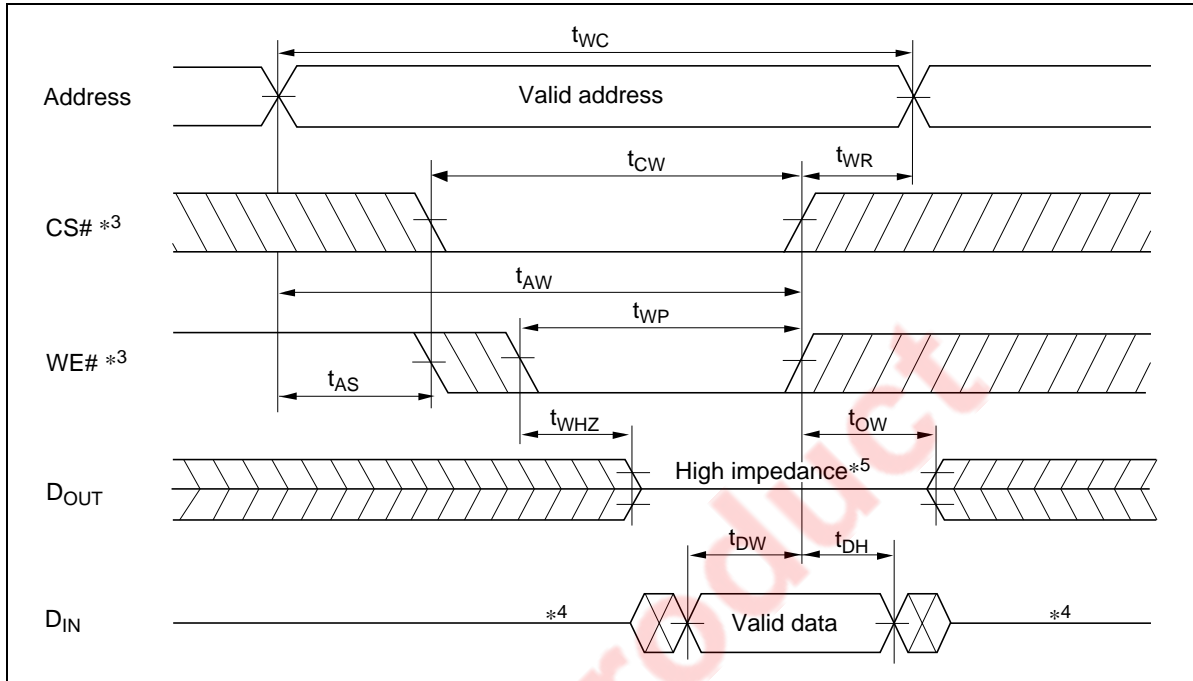 tWC
Address
Valid address
tCW
tWR
CS# *3
tAW
tWP
WE# *3
tAS
tWHZ
tOW
High impedance*5
DOUT
tDW
tDH
DIN
*4
Valid data
*4
roduct